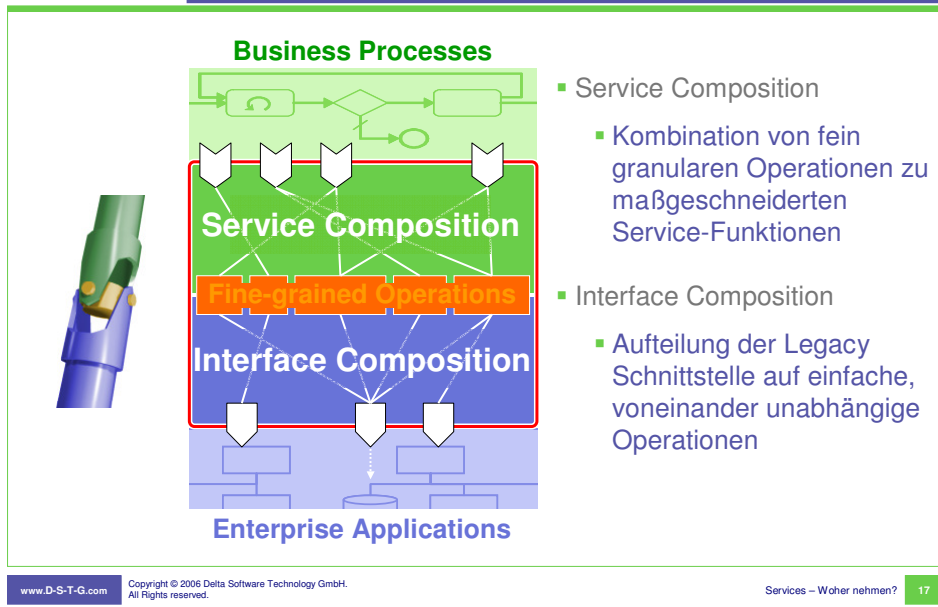 Business Processes
Service Composition
Fine-grained Operations
Interface Composition
Enterprise Applications
▪ Service Composition
▪ Kombination von fein
granularen Operationen zu
maßgeschneiderten
Service-Funktionen
▪ Interface Composition
▪ Aufteilung der Legacy
Schnittstelle auf einfache,
voneinander unabhängige
Operationen
www.D-S-T-G.com
Copyright © 2006 Delta Software Technology GmbH.
All Rights reserved.
Services – Woher nehmen? 17